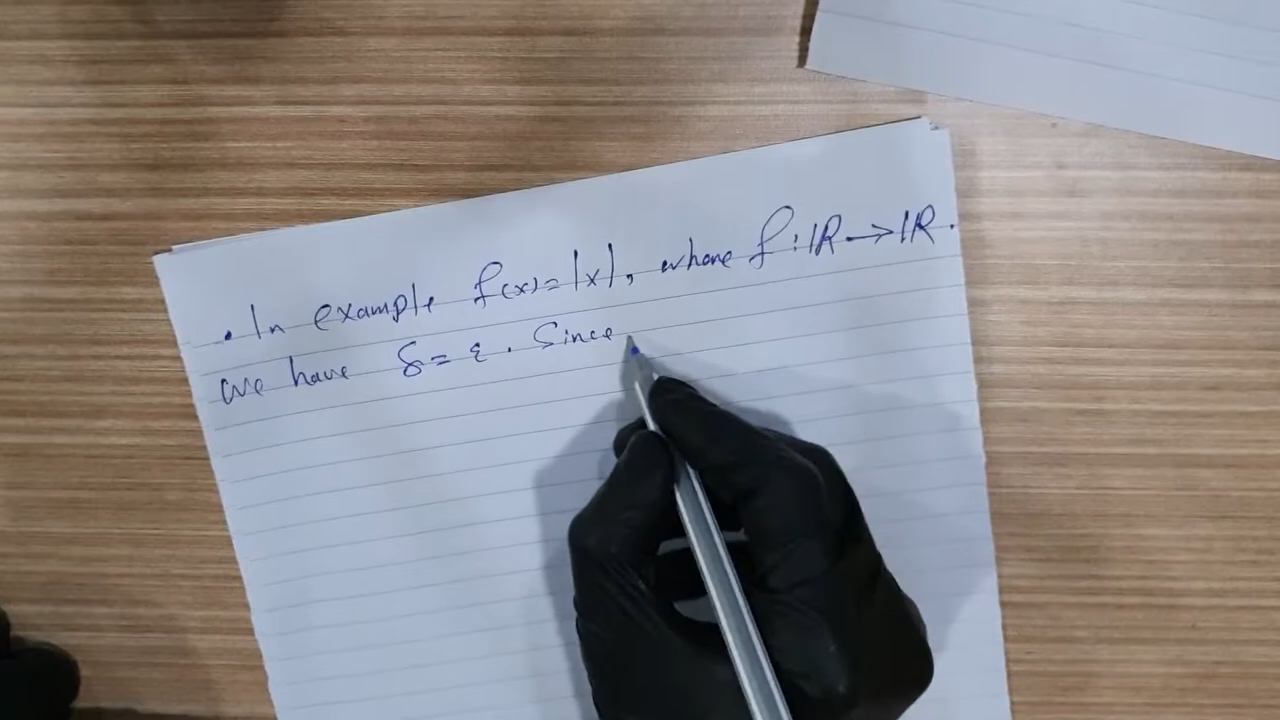 . In example f(x)=|x|, where f:ℝ→ℝ.
We have δ=ε. Since